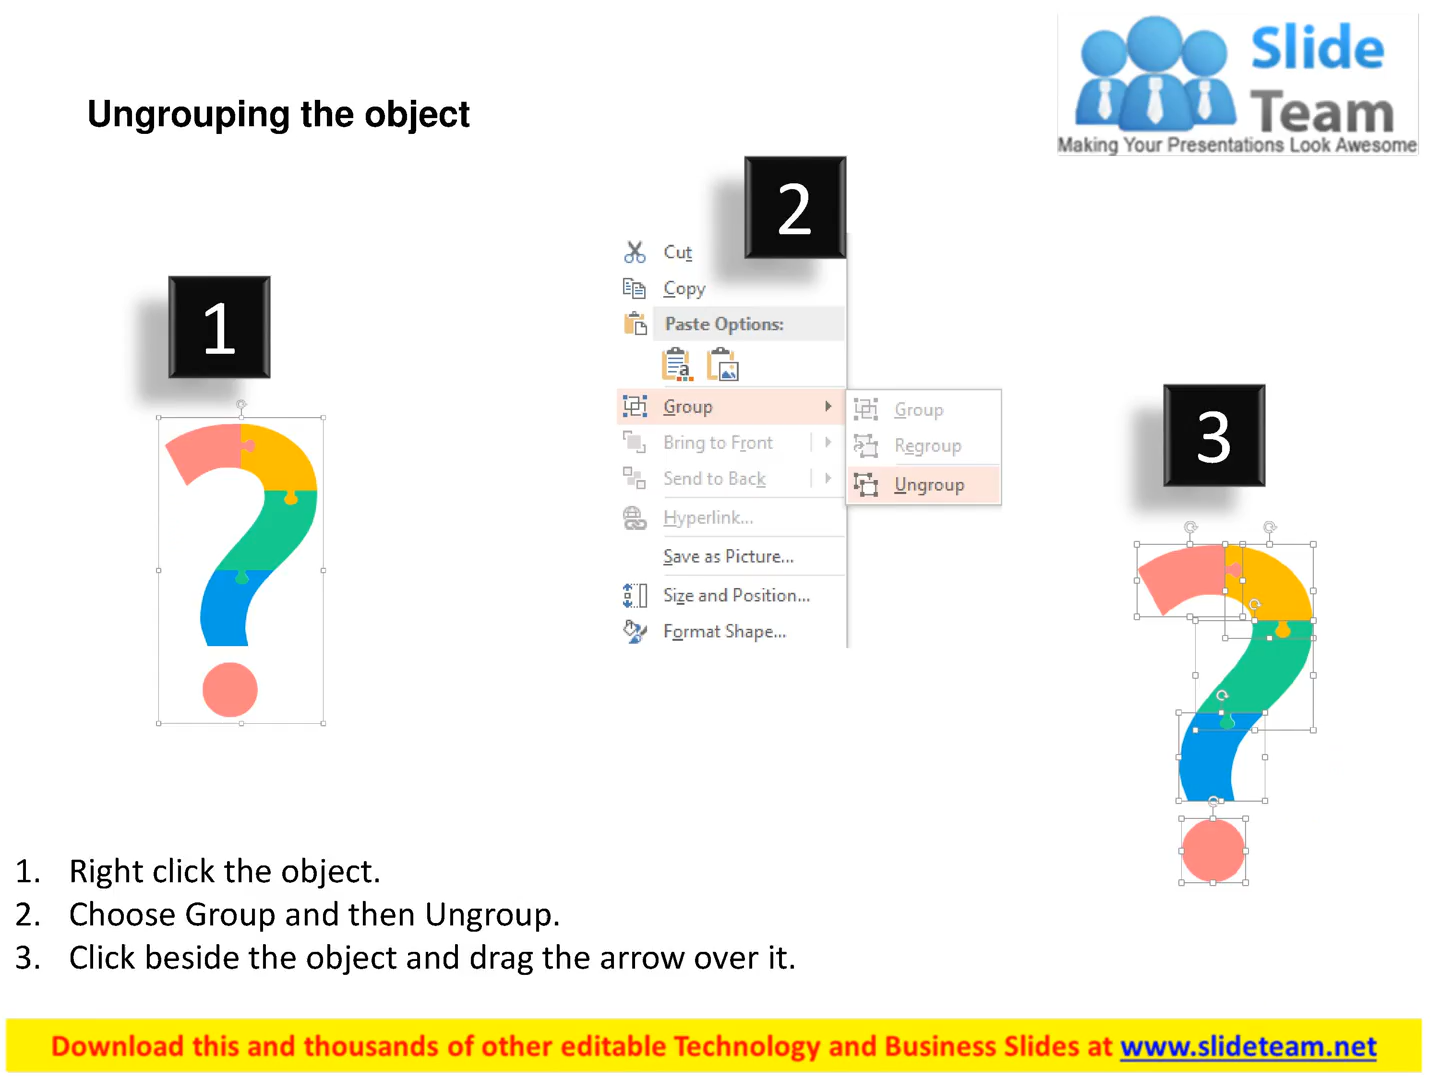 Slide
Team
Making Your Presentations Look Awesome
Ungrouping the object
1
2
Cut
Copy
Paste Options:
a
Group
Bring to Front
Send to Back
Hyperlink...
Save as Picture...
Size and Position...
Format Shape...
Group
Regroup
Ungroup
3
1. Right click the object.
2. Choose Group and then Ungroup.
3. Click beside the object and drag the arrow over it.
Download this and thousands of other editable Technology and Business Slides at www.slideteam.net